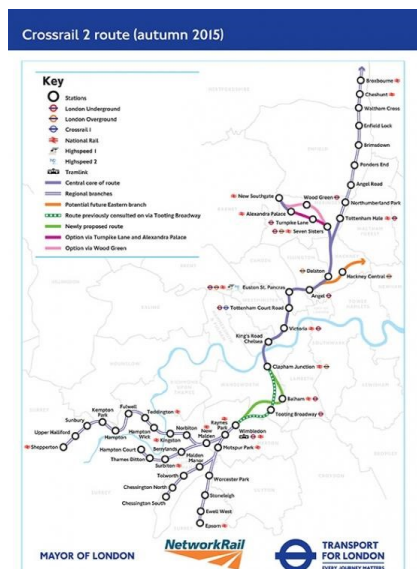 Crossrail 2 route (autumn 2015)
Key
Stations
London Underground
London Overground
Crossrail 1
National Rail
Highspeed 1
Highspeed 2
Tramlink
Central core of route
Regional branches
Potential future Eastern branch
Route previously consulted on via Tooting Broadway
Newly proposed route
Option via Turnpike Lane and Alexandra Palace
Option via Wood Green
Broxbourne
Cheshunt
Waltham Cross
Enfield Lock
Brimsdown
Ponders End
Angel Road
Northumberland Park
Tottenham Hale
New Southgate
Wood Green
Alexandra Palace
Turnpike Lane
Seven Sisters
Dalston
Hackney Central
Euston St. Pancras
Angel
Tottenham Court Road
Victoria
King's Road
Chelsea
Clapham Junction
Balham
Tooting Broadway
Wimbledon
Raynes
Park
Motspur Park
New
Malden
Norbiton
Kingston
Teddington
Hampton
Wick
Fulwell
Hampton
Kempton
Park
Sunbury
Upper Halliford
Shepperton
Hampton Court
Thames Ditton
Surbiton
Berrylands
Malden
Manor
Tolworth
Chessington North
Chessington South
Worcester Park
Stoneleigh
Ewell West
Epsom
MAYOR OF LONDON
NetworkRail
TRANSPORT
FOR LONDON
EVERY JOURNEY MATTERS